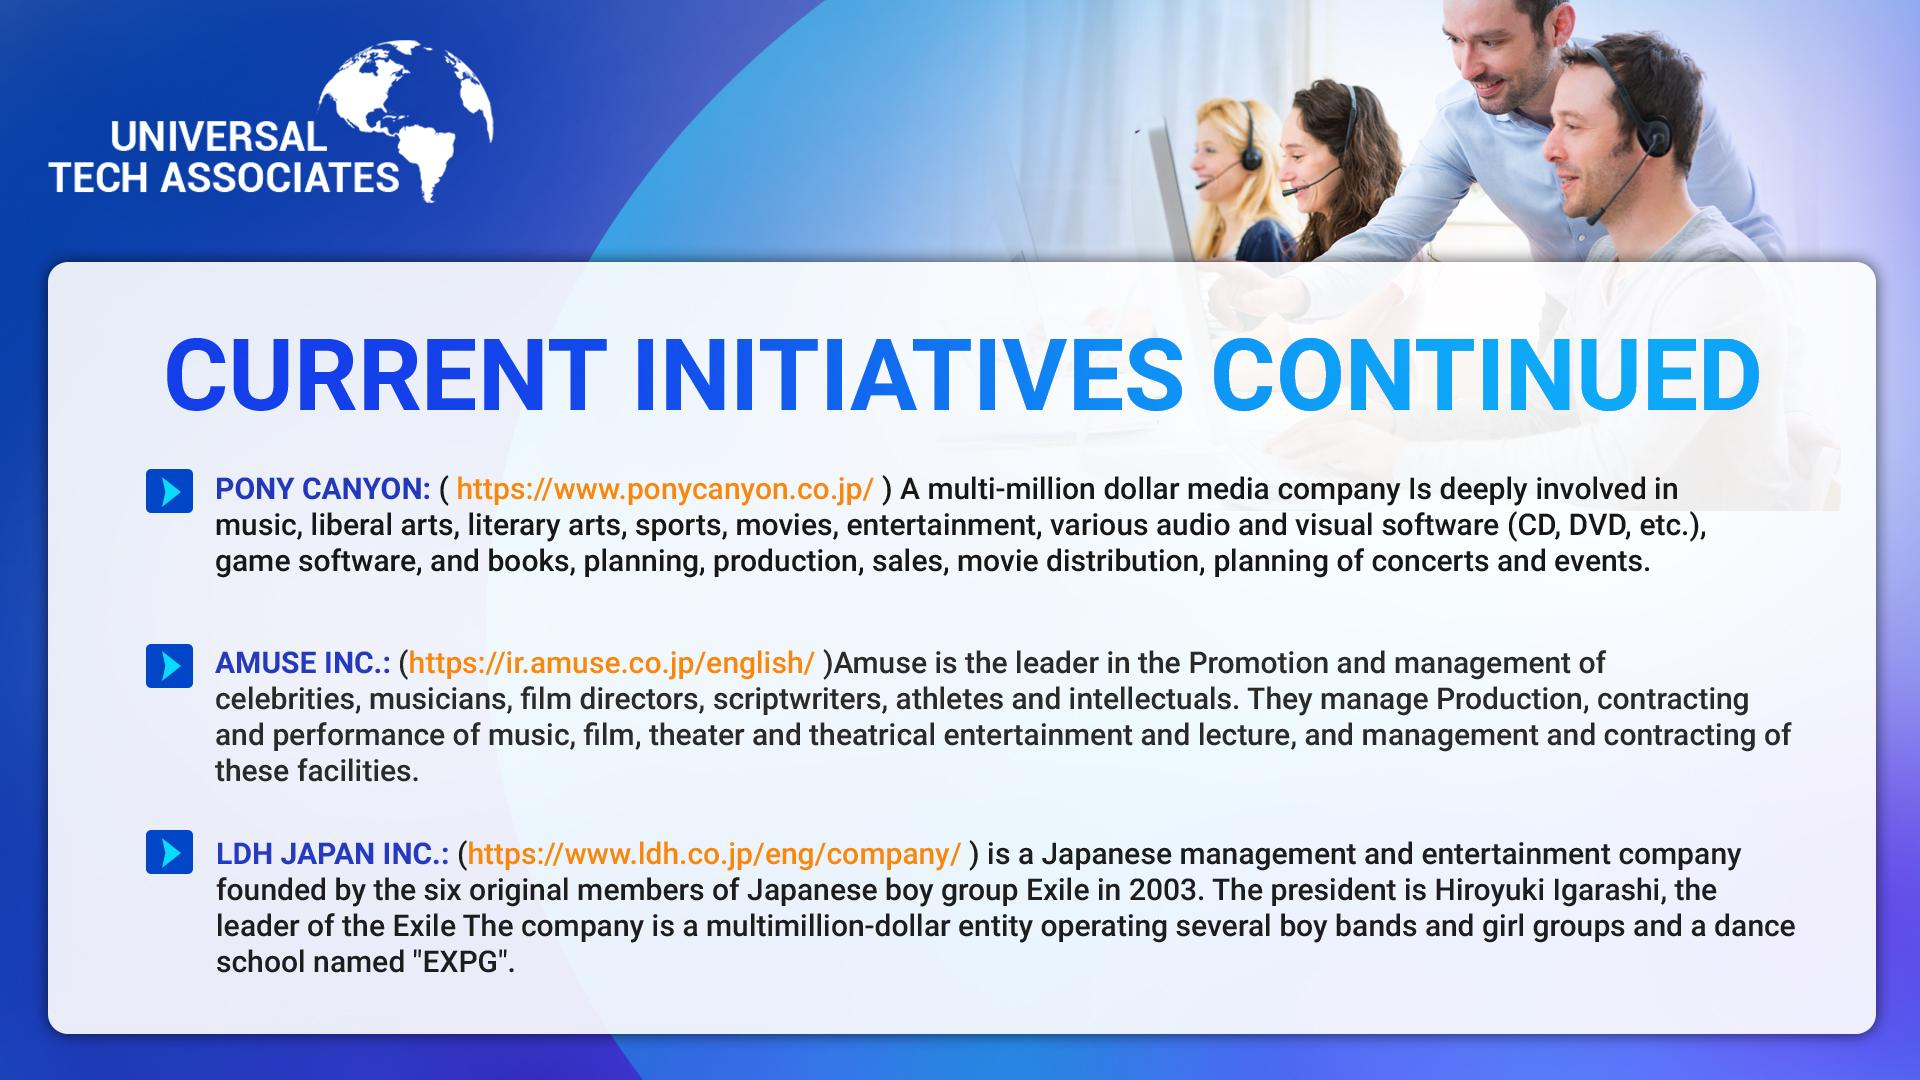 UNIVERSAL
TECH ASSOCIATES
CURRENT INITIATIVES CONTINUED
PONY CANYON: ( https://www.ponycanyon.co.jp/ ) A multi-million dollar media company Is deeply involved in
music, liberal arts, literary arts, sports, movies, entertainment, various audio and visual software (CD, DVD, etc.),
game software, and books, planning, production, sales, movie distribution, planning of concerts and events.
AMUSE INC.: (https://ir.amuse.co.jp/english/ )Amuse is the leader in the Promotion and management of
celebrities, musicians, film directors, scriptwriters, athletes and intellectuals. They manage Production, contracting
and performance of music, film, theater and theatrical entertainment and lecture, and management and contracting of
these facilities.
LDH JAPAN INC.: (https://www.ldh.co.jp/eng/company/ ) is a Japanese management and entertainment company
founded by the six original members of Japanese boy group Exile in 2003. The president is Hiroyuki Igarashi, the
leader of the Exile The company is a multimillion-dollar entity operating several boy bands and girl groups and a dance
school named "EXPG".